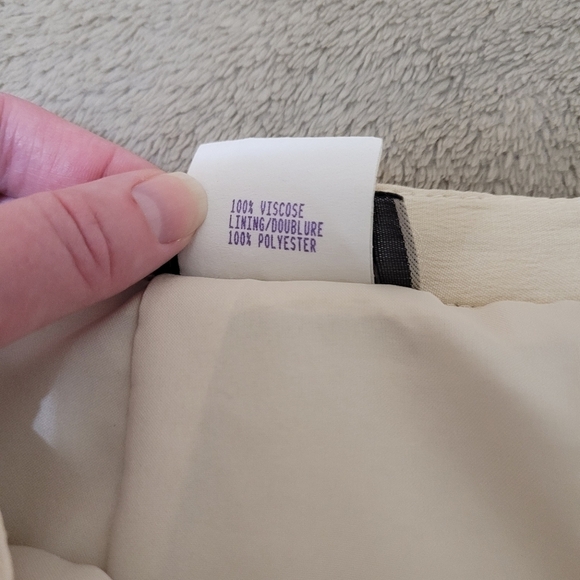 100% VISCOSE
LINING/DOUBLURE
100% POLYESTER